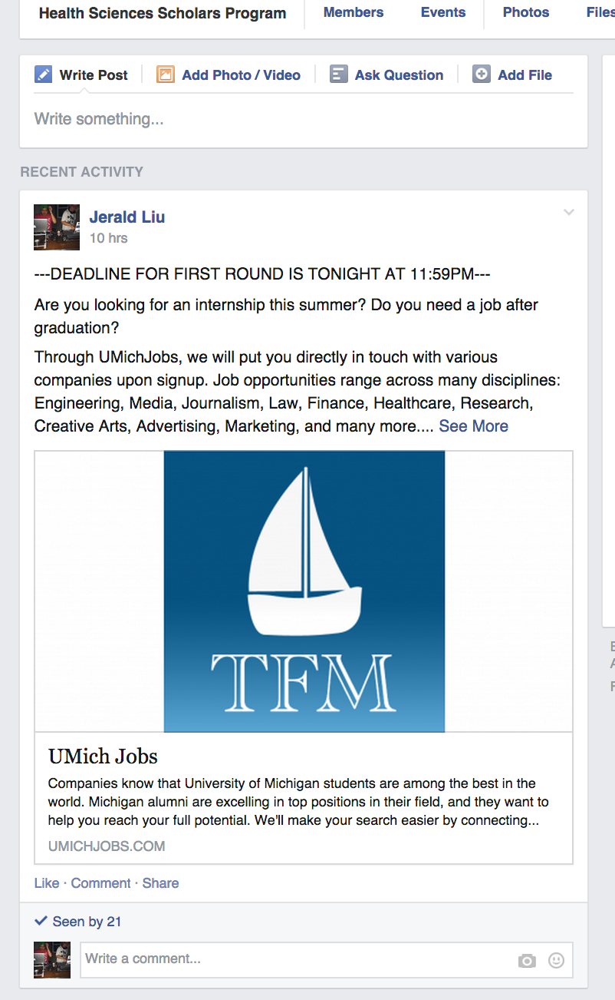 Health Sciences Scholars Program Members Events Photos Files
Write Post Add Photo / Video Ask Question Add File
Write something...
RECENT ACTIVITY
Jerald Liu
10 hrs
---DEADLINE FOR FIRST ROUND IS TONIGHT AT 11:59PM---
Are you looking for an internship this summer? Do you need a job after
graduation?
Through UMichJobs, we will put you directly in touch with various
companies upon signup. Job opportunities range across many disciplines:
Engineering, Media, Journalism, Law, Finance, Healthcare, Research,
Creative Arts, Advertising, Marketing, and many more.... See More
TFM
UMich Jobs
Companies know that University of Michigan students are among the best in the
world. Michigan alumni are excelling in top positions in their field, and they want to
help you reach your full potential. We'll make your search easier by connecting...
UMICHJOBS.COM
Like · Comment · Share
Seen by 21
Write a comment...